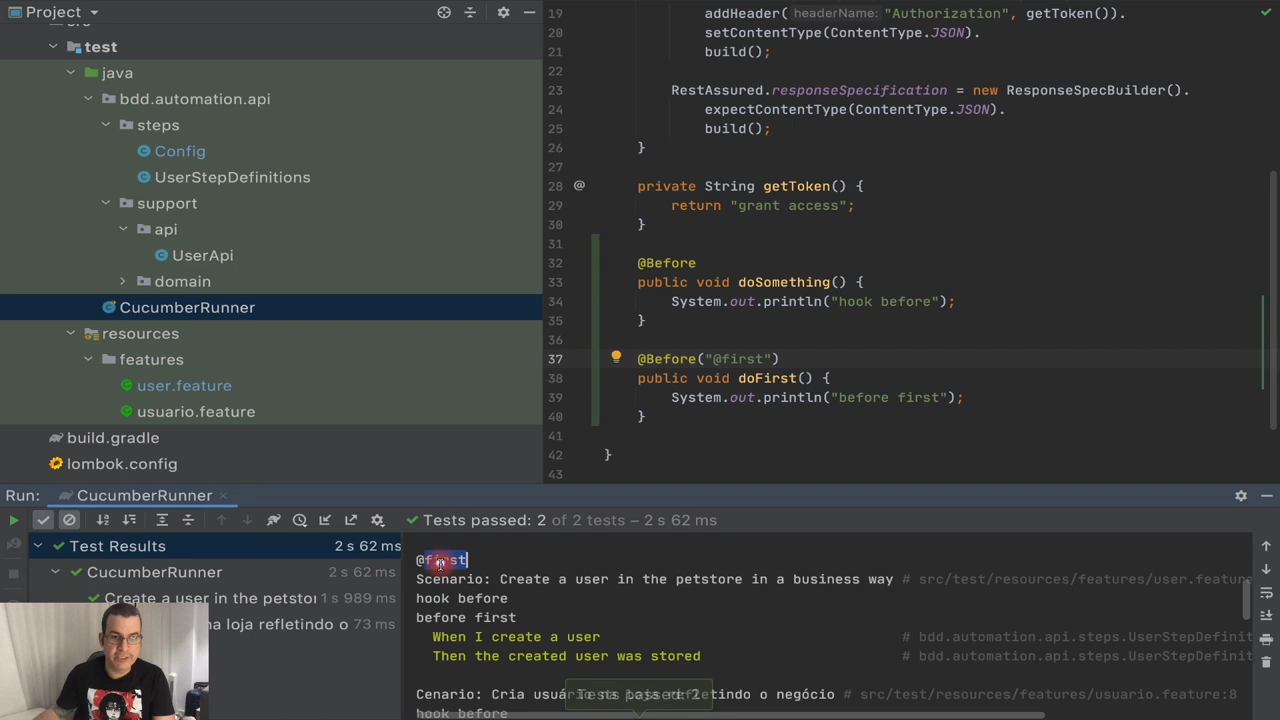 Project
src
test
java
bdd.automation.api
steps
Config
UserStepDefinitions
support
api
UserApi
domain
CucumberRunner
resources
features
user.feature
usuario.feature
build.gradle
lombok.config
19 addHeader( headerName: "Authorization", getToken()).
20 setContentType(ContentType.JSON).
21 build();
22
23 RestAssured.responseSpecification = new ResponseSpecBuilder().
24 expectContentType(ContentType.JSON).
25 build();
26 }
27
28 @ private String getToken() {
29 return "grant access";
30 }
31
32 @Before
33 public void doSomething() {
34 System.out.println("hook before");
35 }
36
37 @Before("@first")
38 public void doFirst() {
39 System.out.println("before first");
40 }
41
42 }
43
Run: CucumberRunner
Tests passed: 2 of 2 tests – 2 s 62 ms
Test Results 2 s 62 ms
CucumberRunner 2 s 62 ms
Create a user in the petstor 1 s 989 ms
na loja refletindo o 73 ms
@first
Scenario: Create a user in the petstore in a business way # src/test/resources/features/user.feature
hook before
before first
When I create a user # bdd.automation.api.steps.UserStepDefinit
Then the created user was stored # bdd.automation.api.steps.UserStepDefinit
Cenario: Cria usuário etindo o negócio # src/test/resources/features/usuario.feature:8
Tests passed: 2
hook before